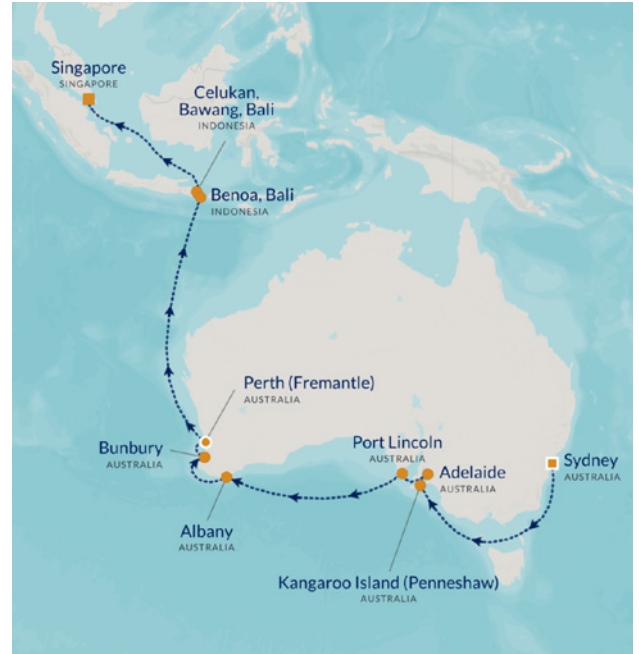 Singapore
SINGAPORE
Celukan,
Bawang, Bali
INDONESIA
Benoa, Bali
INDONESIA
Perth (Fremantle)
AUSTRALIA
Bunbury
AUSTRALIA
Port Lincoln
AUSTRALIA
Adelaide
AUSTRALIA
Sydney
AUSTRALIA
Albany
AUSTRALIA
Kangaroo Island (Penneshaw)
AUSTRALIA